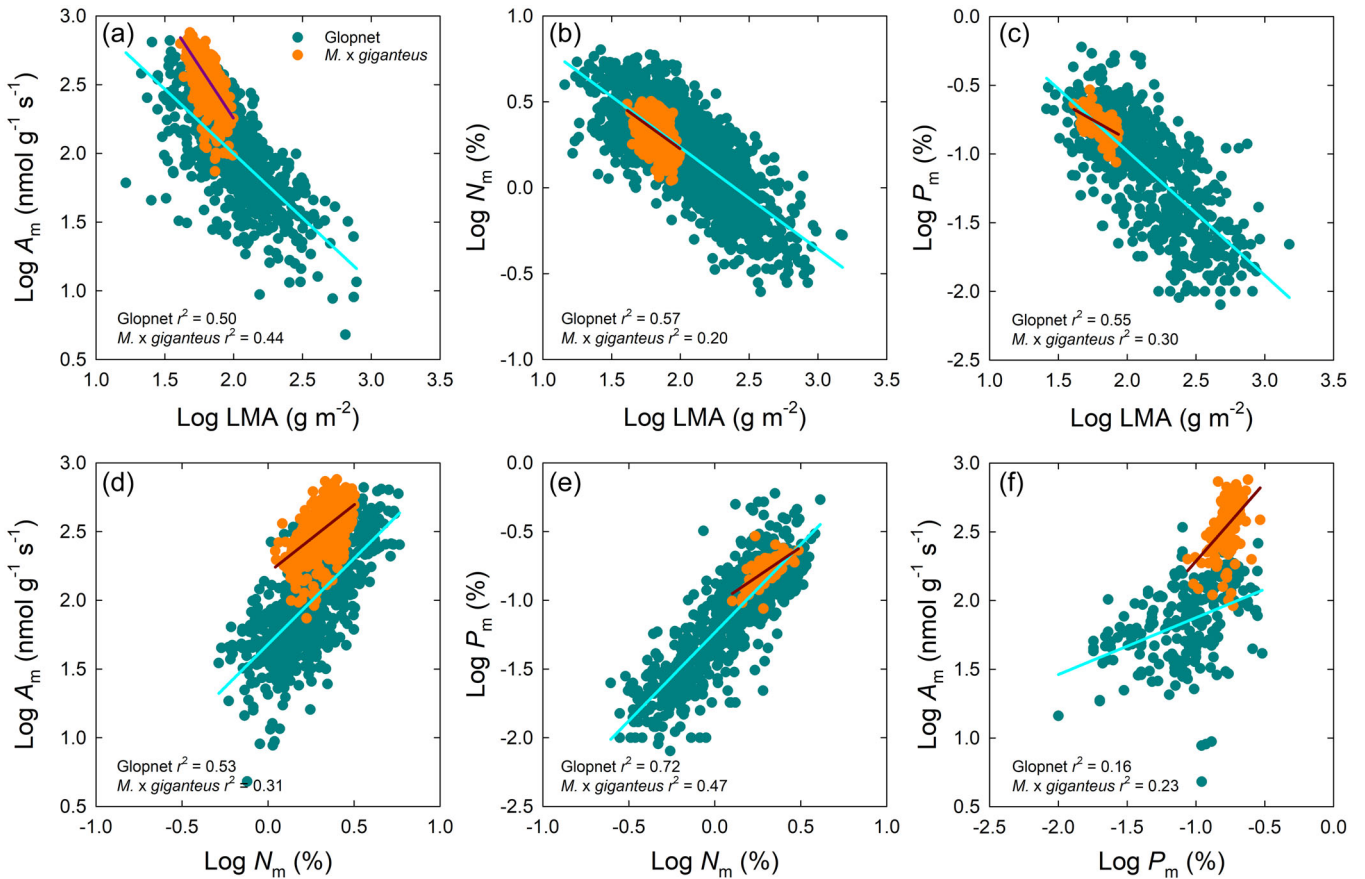 (a)
Glopnet
M. x giganteus
3.0
2.5
2.0
1.5
1.0
0.5
Log Am (nmol g-1 s-1)
Glopnet r2 = 0.50
M. x giganteus r2 = 0.44
1.0 1.5 2.0 2.5 3.0 3.5
Log LMA (g m-2)
(b)
1.0
0.5
0.0
-0.5
-1.0
Log Nm (%)
Glopnet r2 = 0.57
M. x giganteus r2 = 0.20
1.0 1.5 2.0 2.5 3.0 3.5
Log LMA (g m-2)
(c)
0.0
-0.5
-1.0
-1.5
-2.0
-2.5
Log Pm (%)
Glopnet r2 = 0.55
M. x giganteus r2 = 0.30
1.0 1.5 2.0 2.5 3.0 3.5
Log LMA (g m-2)
(d)
3.0
2.5
2.0
1.5
1.0
0.5
Log Am (nmol g-1 s-1)
Glopnet r2 = 0.53
M. x giganteus r2 = 0.31
-1.0 -0.5 0.0 0.5 1.0
Log Nm (%)
(e)
0.0
-0.5
-1.0
-1.5
-2.0
-2.5
Log Pm (%)
Glopnet r2 = 0.72
M. x giganteus r2 = 0.47
-1.0 -0.5 0.0 0.5 1.0
Log Nm (%)
(f)
3.0
2.5
2.0
1.5
1.0
0.5
Log Am (nmol g-1 s-1)
Glopnet r2 = 0.16
M. x giganteus r2 = 0.23
-2.5 -2.0 -1.5 -1.0 -0.5 0.0
Log Pm (%)